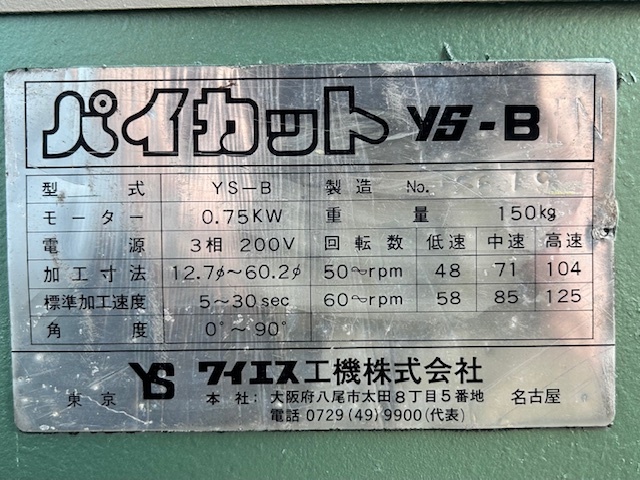 パイカット YS-B
型式 YS-B 製造 No.
モーター 0.75KW 重量 150kg
電源 3相 200V 回転数 低速 中速 高速
加工寸法 12.7φ～60.2φ 50～rpm 48 71 104
標準加工速度 5～30sec 60～rpm 58 85 125
角度 0°～90°
YS ワイエス工機株式会社
東京 本社: 大阪府八尾市太田8丁目5番地 名古屋
電話 0729(49)9900(代表)